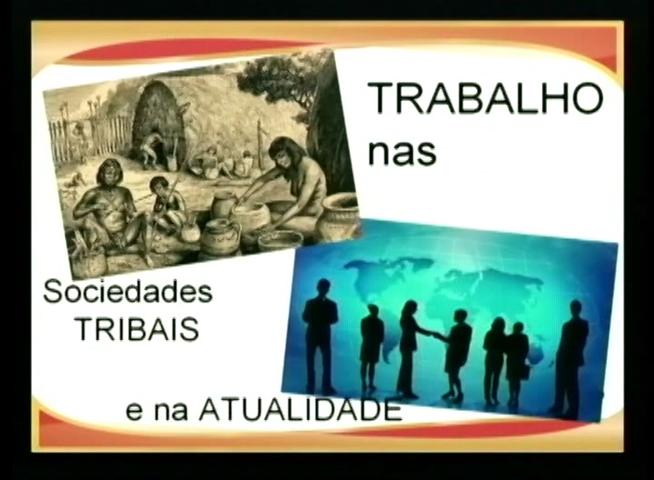 TRABALHO
nas
Sociedades
TRIBAIS
e na ATUALIDADE